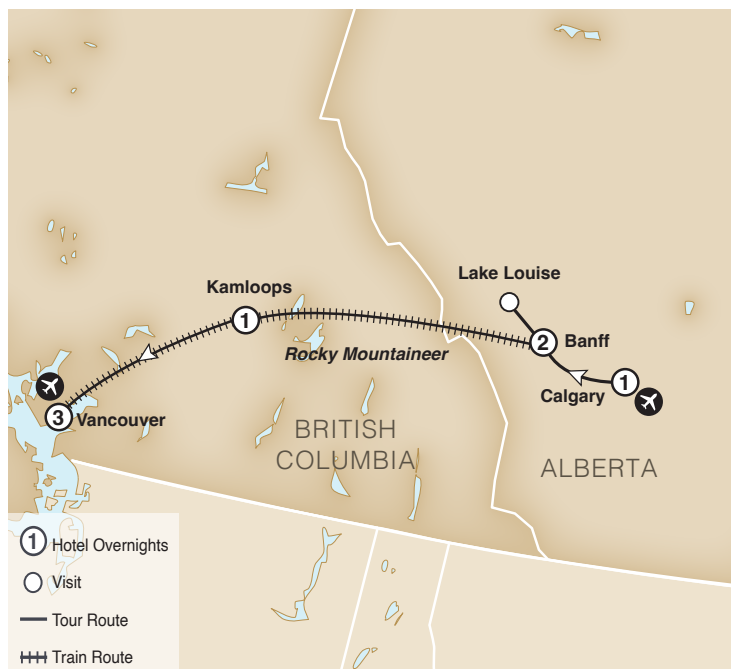 Lake Louise
Kamloops
1
Rocky Mountaineer
2
Banff
Calgary
1
3
Vancouver
BRITISH
COLUMBIA
ALBERTA
1 Hotel Overnights
Visit
Tour Route
Train Route